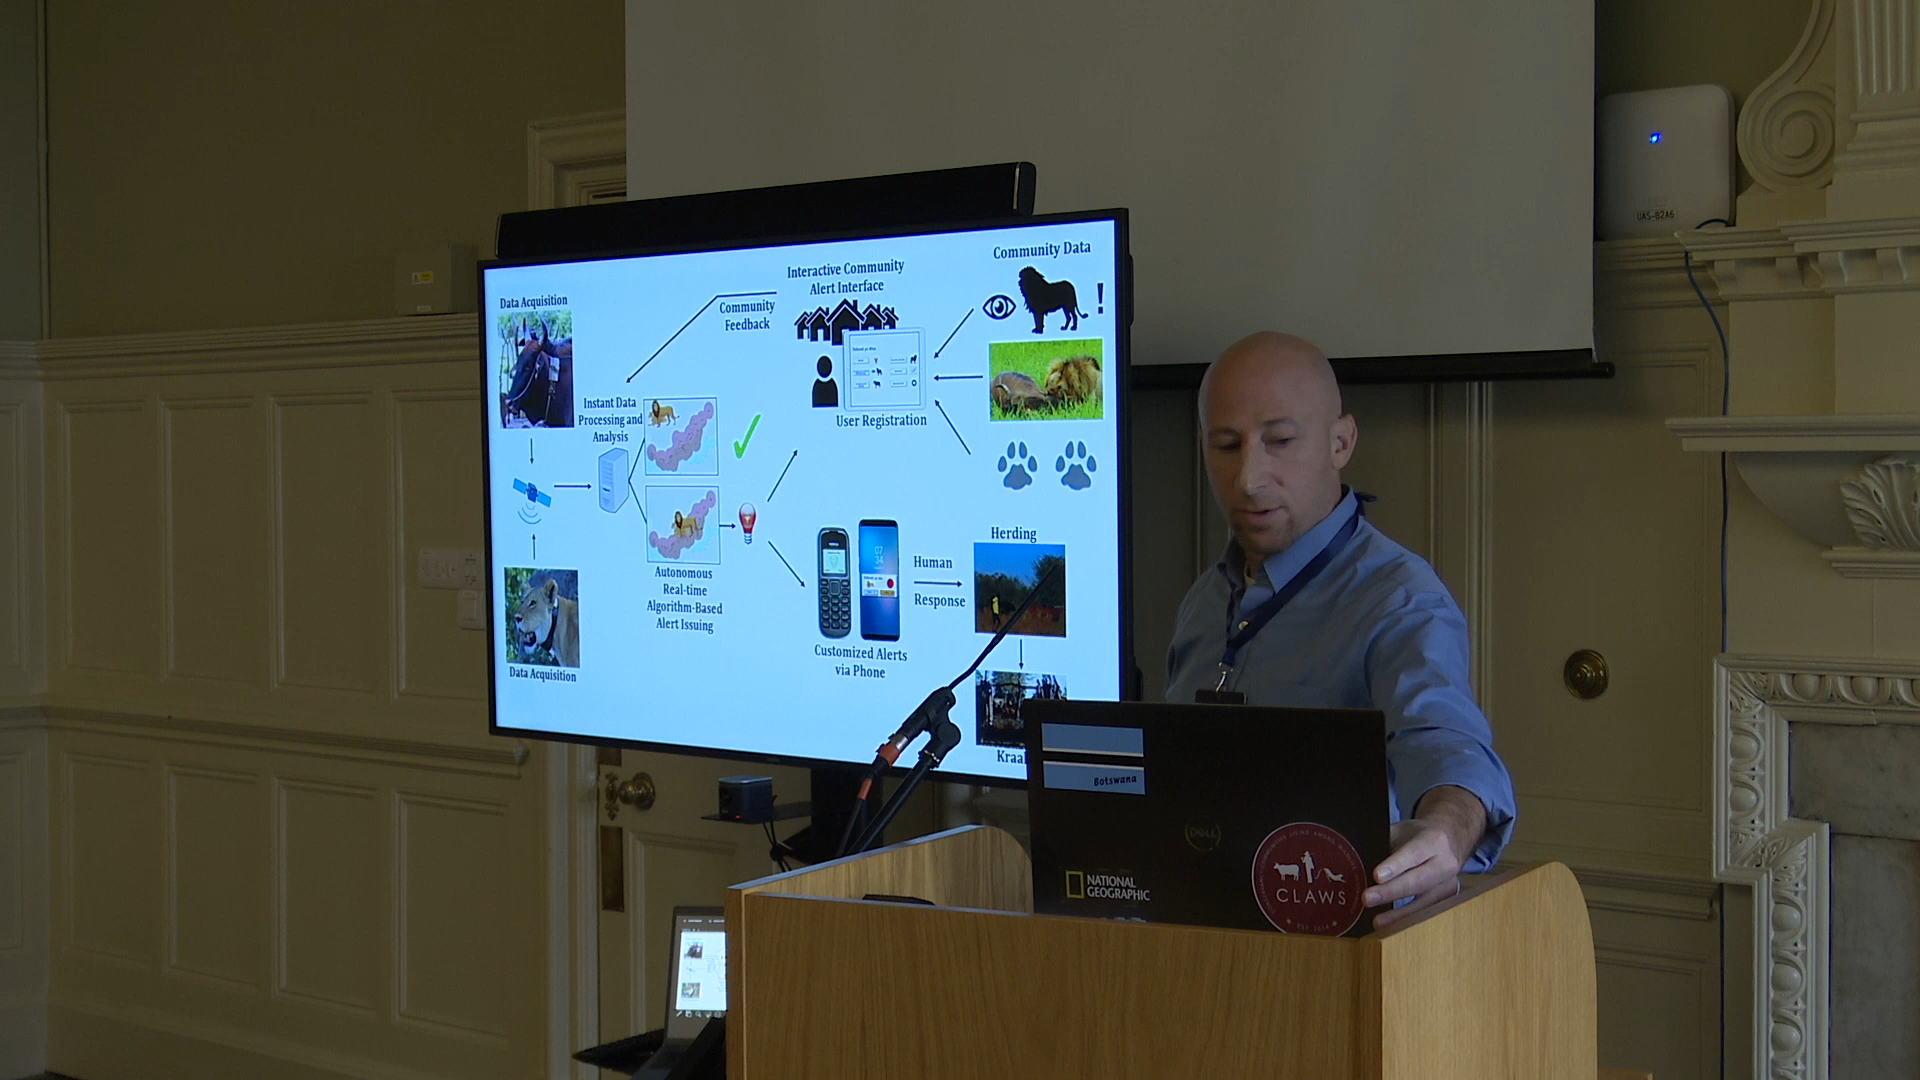 Data Acquisition
Community
Feedback
Interactive Community
Alert Interface
Community Data
Instant Data
Processing and
Analysis
User Registration
Autonomous
Real-time
Algorithm-Based
Alert Issuing
Data Acquisition
Customized Alerts
via Phone
Human
Response
Herding
Kraal
Botswana
DELL
NATIONAL
GEOGRAPHIC
CLAWS
UAS-82A6